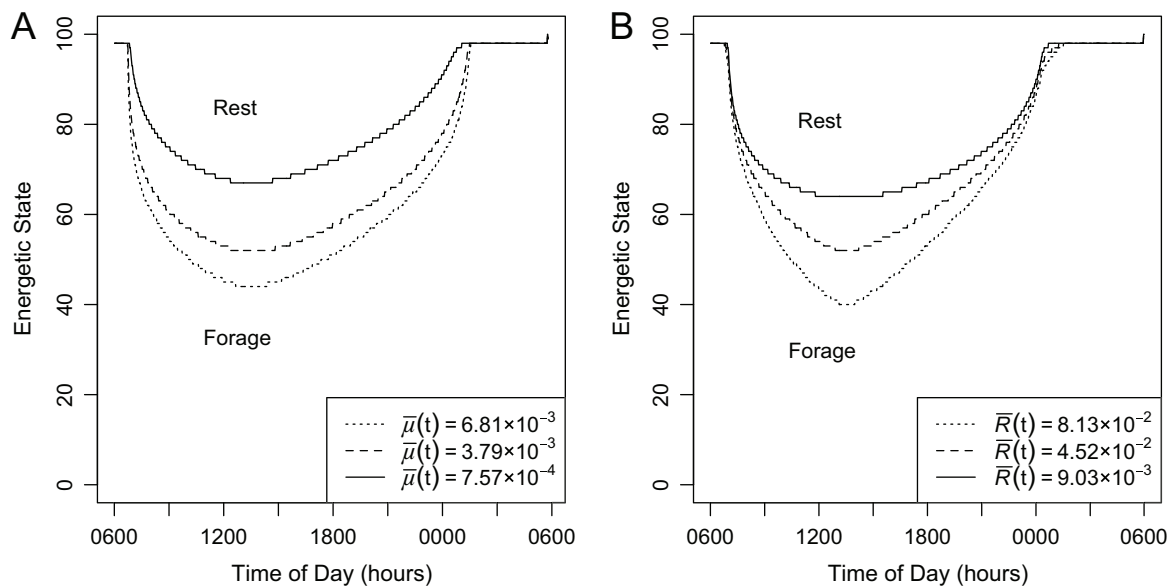 A
Energetic State
100
80
60
40
20
0
Rest
Forage
μ̅(t) = 6.81×10⁻³
μ̅(t) = 3.79×10⁻³
μ̅(t) = 7.57×10⁻⁴
0600 1200 1800 0000 0600
Time of Day (hours)
B
Energetic State
100
80
60
40
20
0
Rest
Forage
R̅(t) = 8.13×10⁻²
R̅(t) = 4.52×10⁻²
R̅(t) = 9.03×10⁻³
0600 1200 1800 0000 0600
Time of Day (hours)